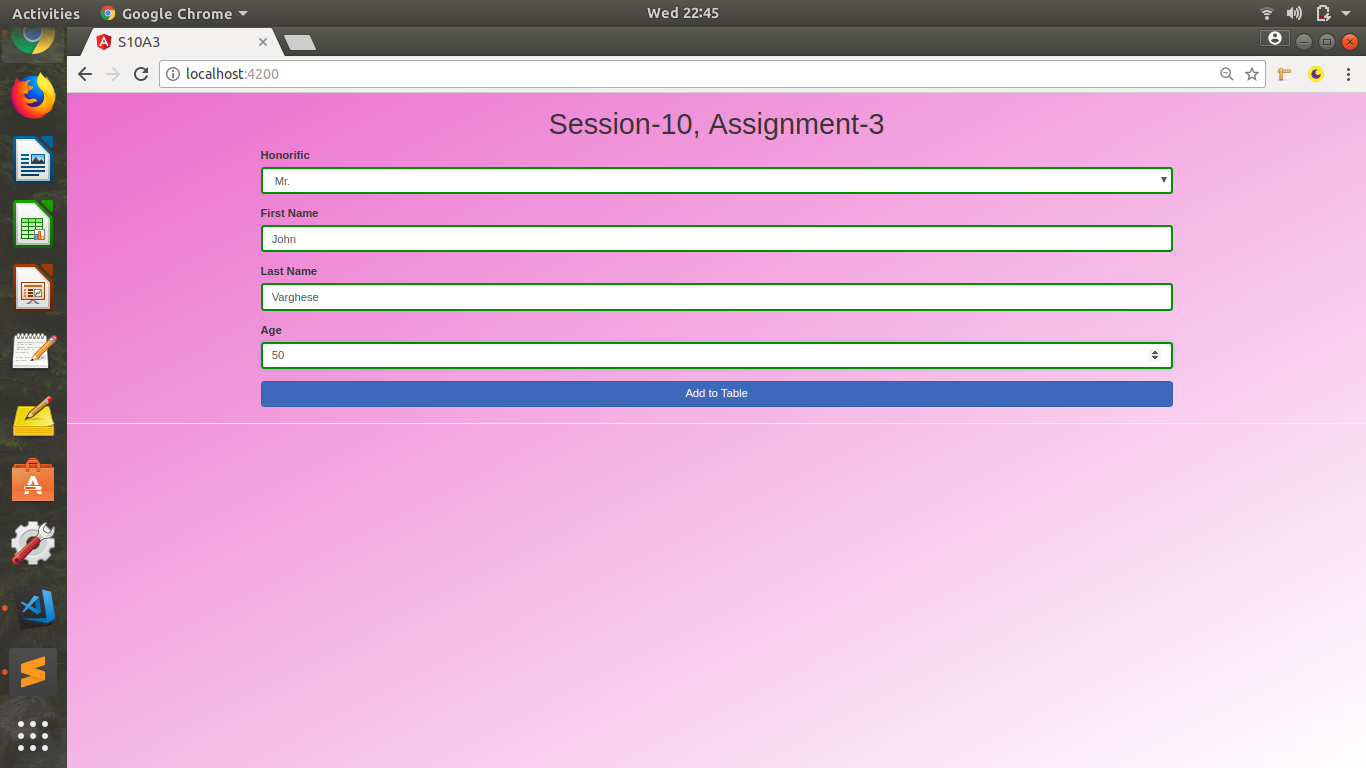 Activities Google Chrome Wed 22:45
S10A3
localhost:4200
Session-10, Assignment-3
Honorific
Mr.
First Name
John
Last Name
Varghese
Age
50
Add to Table